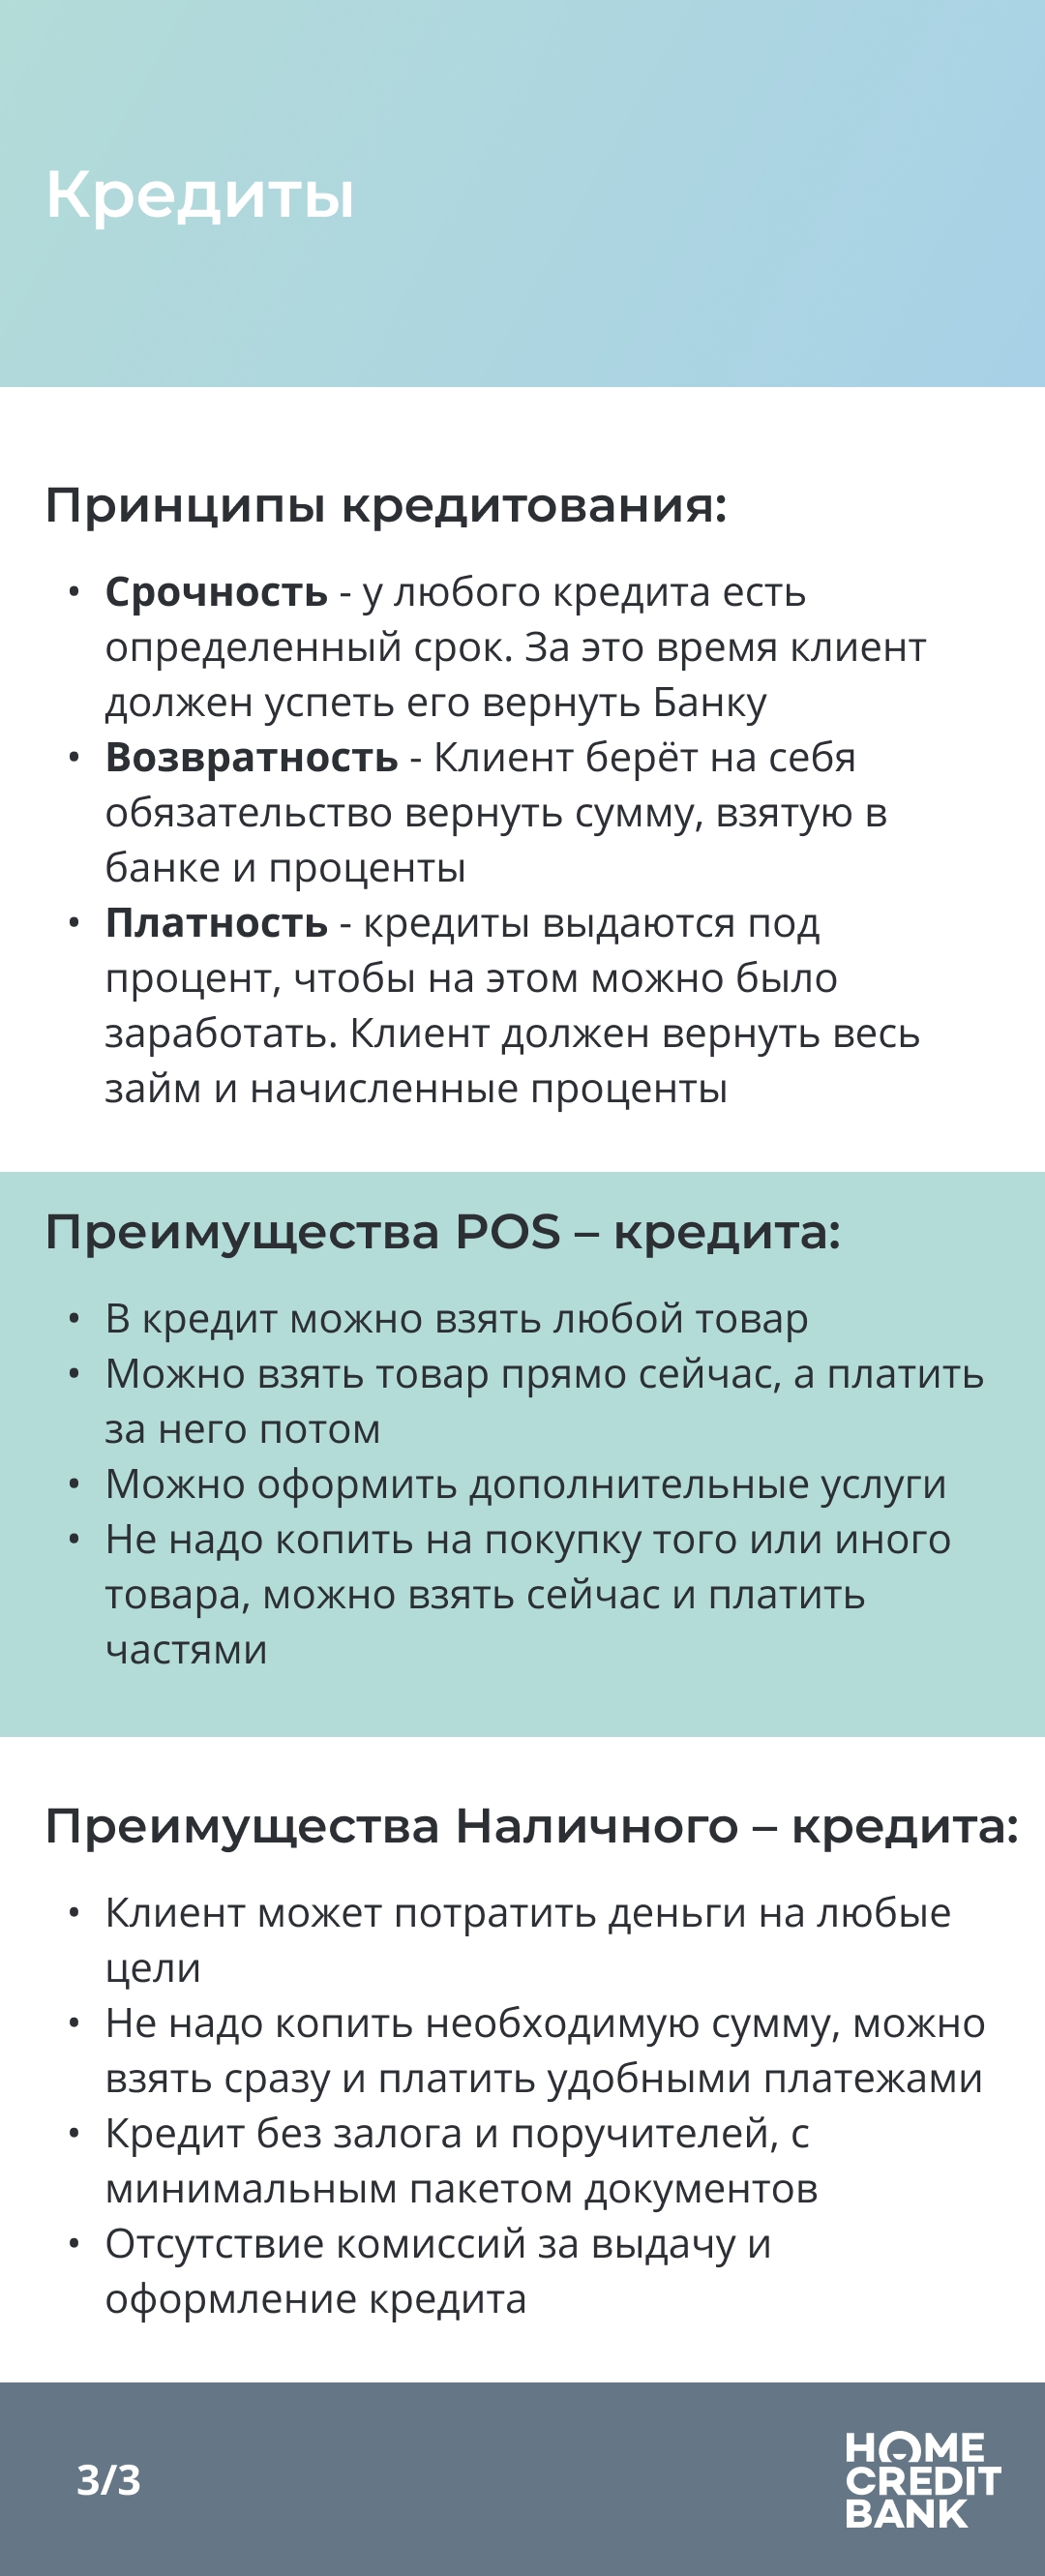 Кредиты
Принципы кредитования:
• Срочность - у любого кредита есть
определенный срок. За это время клиент
должен успеть его вернуть Банку
• Возвратность - Клиент берёт на себя
обязательство вернуть сумму, взятую в
банке и проценты
• Платность - кредиты выдаются под
процент, чтобы на этом можно было
заработать. Клиент должен вернуть весь
займ и начисленные проценты
Преимущества POS – кредита:
• В кредит можно взять любой товар
• Можно взять товар прямо сейчас, а платить
за него потом
• Можно оформить дополнительные услуги
• Не надо копить на покупку того или иного
товара, можно взять сейчас и платить
частями
Преимущества Наличного – кредита:
• Клиент может потратить деньги на любые
цели
• Не надо копить необходимую сумму, можно
взять сразу и платить удобными платежами
• Кредит без залога и поручителей, с
минимальным пакетом документов
• Отсутствие комиссий за выдачу и
оформление кредита
3/3
HOME
CREDIT
BANK